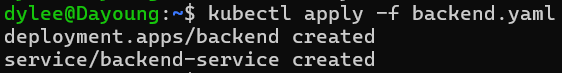 dylee@Dayoung:~$ kubectl apply -f backend.yaml
deployment.apps/backend created
service/backend-service created